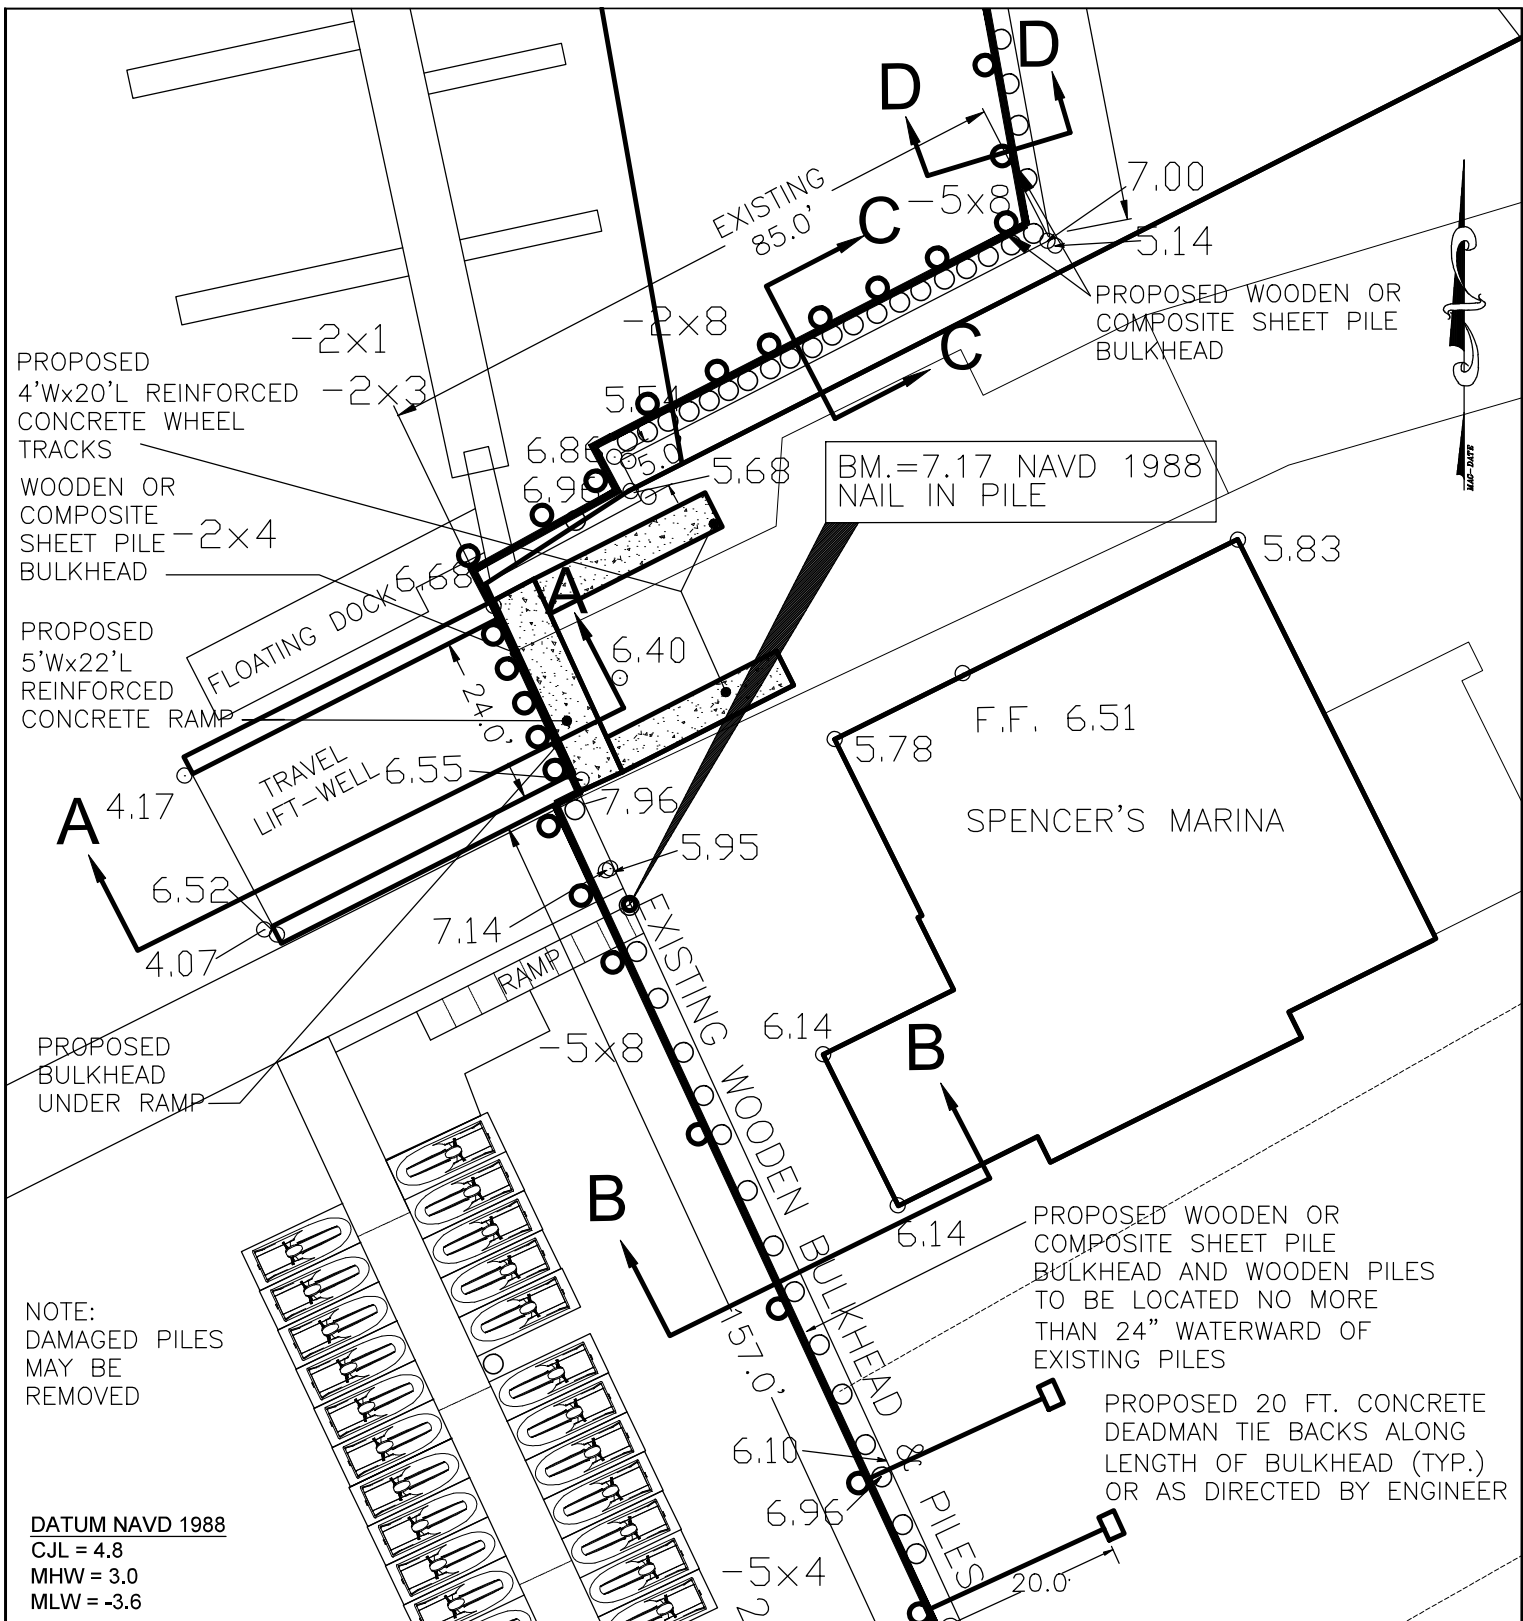 D
D
EXISTING
85.0'
C
-5x8
7.00
5.14
PROPOSED WOODEN OR
COMPOSITE SHEET PILE
BULKHEAD
-2x8
-2x1
-2x3
C
PROPOSED
4'Wx20'L REINFORCED
CONCRETE WHEEL
TRACKS
5.54
6.86
5.0
6.96
5.68
BM.=7.17 NAVD 1988
NAIL IN PILE
MAG-DATE
WOODEN OR
COMPOSITE
SHEET PILE
BULKHEAD
-2x4
6.68
A
5.83
FLOATING DOCK
PROPOSED
5'Wx22'L
REINFORCED
CONCRETE RAMP
24.0'
6.40
F.F. 6.51
5.78
TRAVEL
LIFT-WELL
6.55
4.17
A
7.96
SPENCER'S MARINA
5.95
6.52
7.14
4.07
RAMP
EXISTING WOODEN BULKHEAD & PILES
-5x8
6.14
B
PROPOSED
BULKHEAD
UNDER RAMP
B
6.14
PROPOSED WOODEN OR
COMPOSITE SHEET PILE
BULKHEAD AND WOODEN PILES
TO BE LOCATED NO MORE
THAN 24" WATERWARD OF
EXISTING PILES
NOTE:
DAMAGED PILES
MAY BE
REMOVED
157.0'
PROPOSED 20 FT. CONCRETE
DEADMAN TIE BACKS ALONG
LENGTH OF BULKHEAD (TYP.)
OR AS DIRECTED BY ENGINEER
6.10
6.96
-5x4
20.0
DATUM NAVD 1988
CJL = 4.8
MHW = 3.0
MLW = -3.6